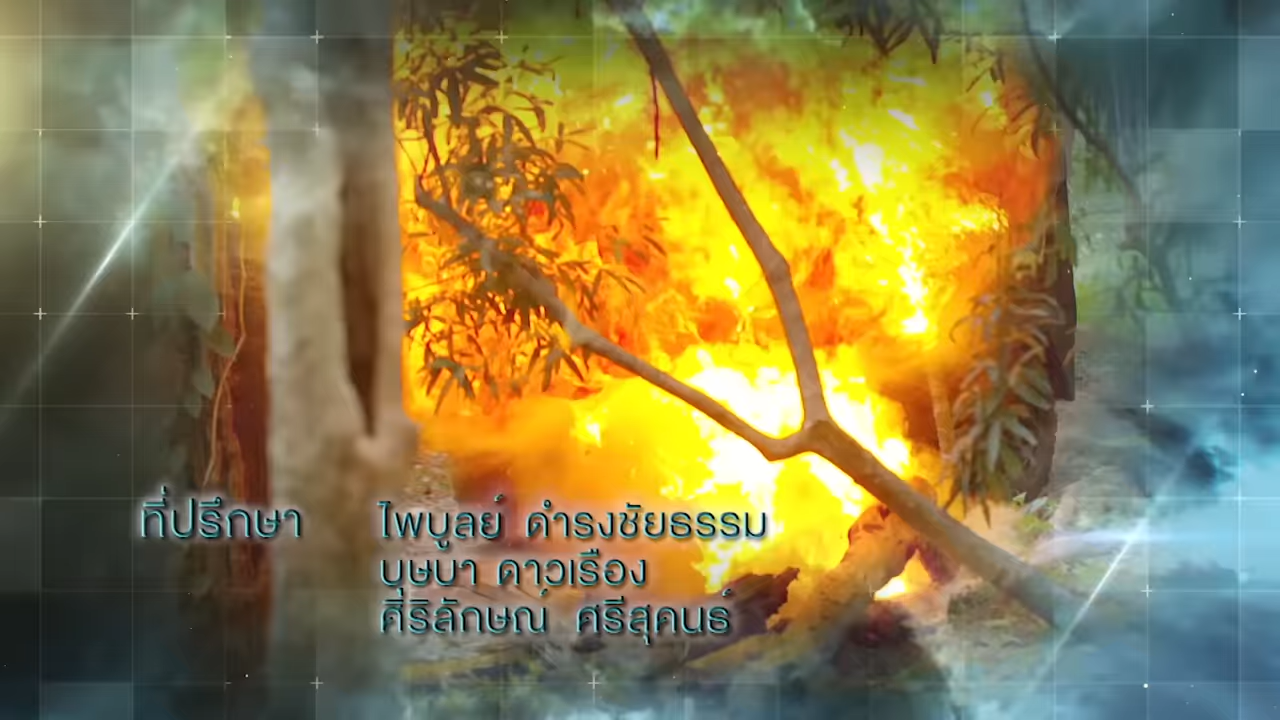 ที่ปรึกษา ไพบูลย์ ดำรงชัยธรรม
บุษบา ดาวเรือง
ศิริลักษณ์ ศรีสุคนธ์